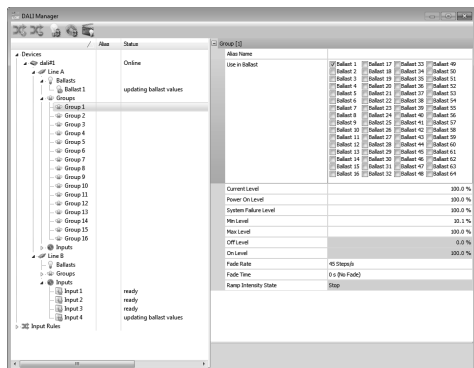 DALI Manager
Alias Status
Devices
dali#1 Online
Line A
Ballasts
Ballast 1 updating ballast values
Groups
Group 1
Group 2
Group 3
Group 4
Group 5
Group 6
Group 7
Group 8
Group 9
Group 10
Group 11
Group 12
Group 13
Group 14
Group 15
Group 16
Inputs
Line B
Ballasts
Groups
Inputs
Input 1 ready
Input 2 ready
Input 3 ready
Input 4 updating ballast values
Input Rules
Group [1]
Alias Name
Use in Ballast
Ballast 1 Ballast 17 Ballast 33 Ballast 49
Ballast 2 Ballast 18 Ballast 34 Ballast 50
Ballast 3 Ballast 19 Ballast 35 Ballast 51
Ballast 4 Ballast 20 Ballast 36 Ballast 52
Ballast 5 Ballast 21 Ballast 37 Ballast 53
Ballast 6 Ballast 22 Ballast 38 Ballast 54
Ballast 7 Ballast 23 Ballast 39 Ballast 55
Ballast 8 Ballast 24 Ballast 40 Ballast 56
Ballast 9 Ballast 25 Ballast 41 Ballast 57
Ballast 10 Ballast 26 Ballast 42 Ballast 58
Ballast 11 Ballast 27 Ballast 43 Ballast 59
Ballast 12 Ballast 28 Ballast 44 Ballast 60
Ballast 13 Ballast 29 Ballast 45 Ballast 61
Ballast 14 Ballast 30 Ballast 46 Ballast 62
Ballast 15 Ballast 31 Ballast 47 Ballast 63
Ballast 16 Ballast 32 Ballast 48 Ballast 64
Current Level 100.0 %
Power On Level 100.0 %
System Failure Level 100.0 %
Min Level 10.1 %
Max Level 100.0 %
Off Level 0.0 %
On Level 100.0 %
Fade Rate 45 Steps/s
Fade Time 0 s (No Fade)
Ramp Intensity State Stop